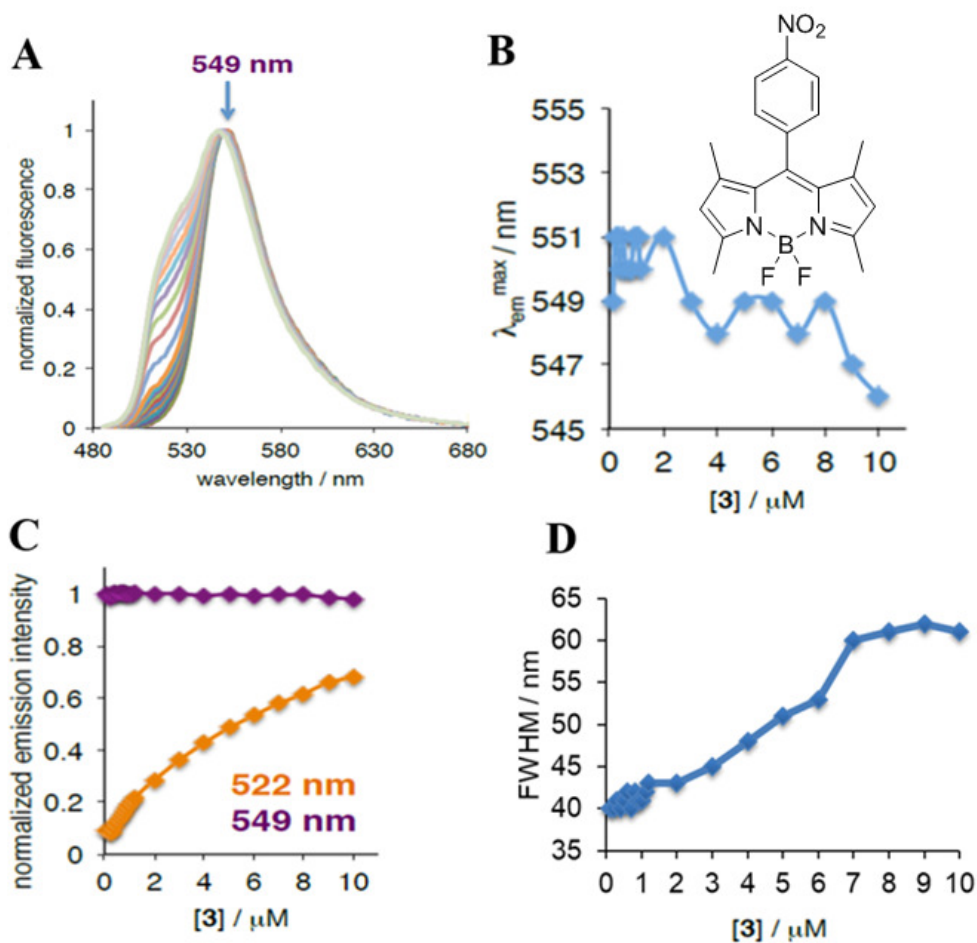 A
549 nm
normalized fluorescence
1
0.8
0.6
0.4
0.2
0
480 530 580 630 680
wavelength / nm
B
NO2
N N
B
F F
λem max / nm
555
553
551
549
547
545
0 2 4 6 8 10
[3] / μM
C
normalized emission intensity
1
0.8
0.6
0.4
0.2
0
522 nm
549 nm
0 2 4 6 8 10
[3] / μM
D
FWHM / nm
65
60
55
50
45
40
35
0 1 2 3 4 5 6 7 8 9 10
[3] / μM